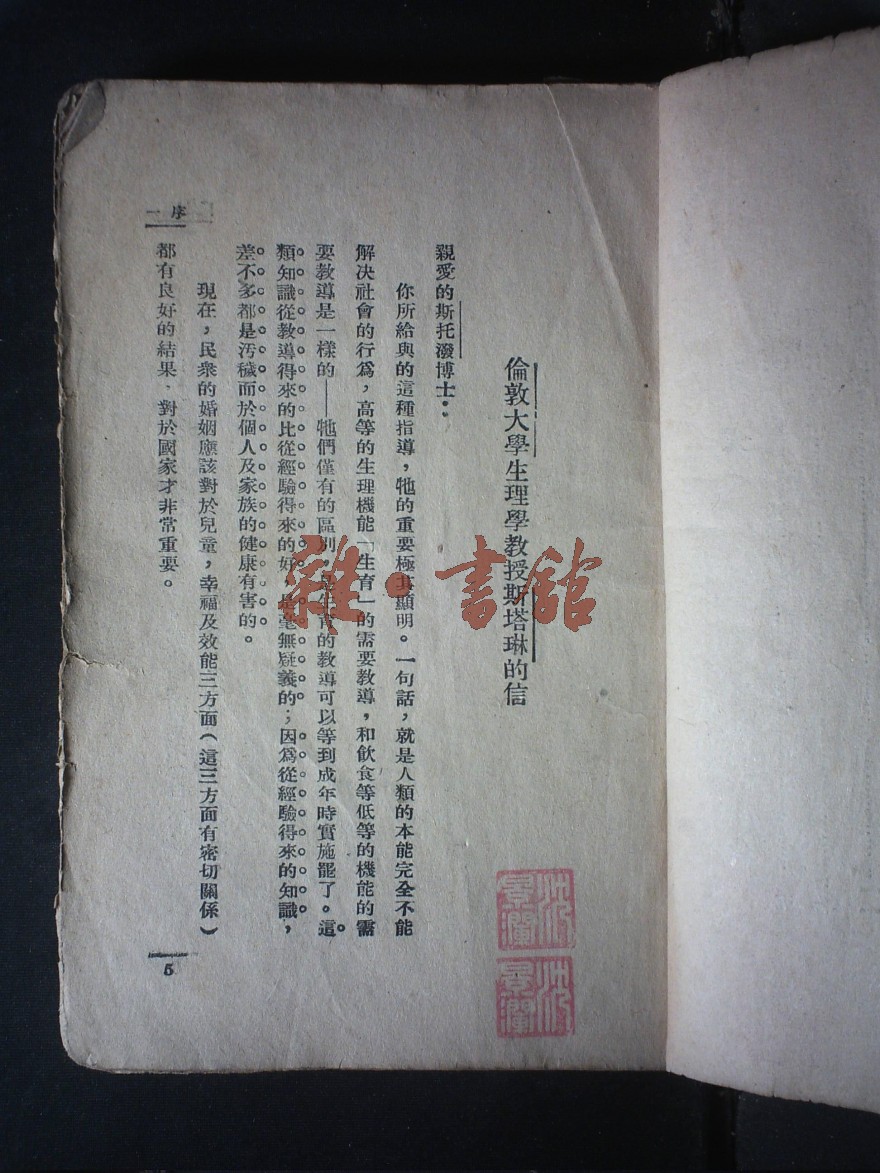 倫敦大學生理學教授斯塔琳的信
親愛的斯托潑博士：
你所給與的這種指導，牠的重要極其顯明。一句話，就是人類的本能完全不能
解决社會的行爲，高等的生理機能「生育」的需要教導，和飲食等低等的機能的需
要教導是一樣的——牠們僅有的區別，是生育的教導可以等到成年時實施罷了。這
類知識從教導得來的比從經驗得來的好，是毫無疑義的；因爲從經驗得來的知識，
差不多都是汚穢而於個人及家族的健康有害的。
現在，民衆的婚姻應該對於兒童，幸福及效能三方面（這三方面有密切關係）
都有良好的結果，對於國家才非常重要。
序一
5
雜·書館
景瀾
景瀾